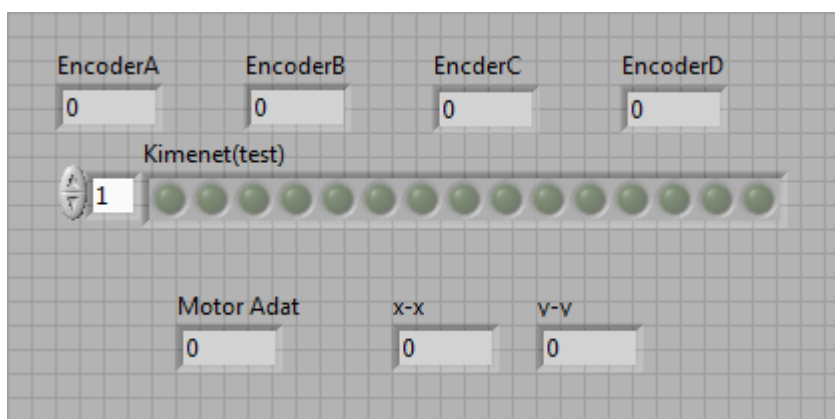 EncoderA EncoderB EncderC EncoderD
0 0 0 0
Kimenet(test)
1
Motor Adat x-x y-y
0 0 0